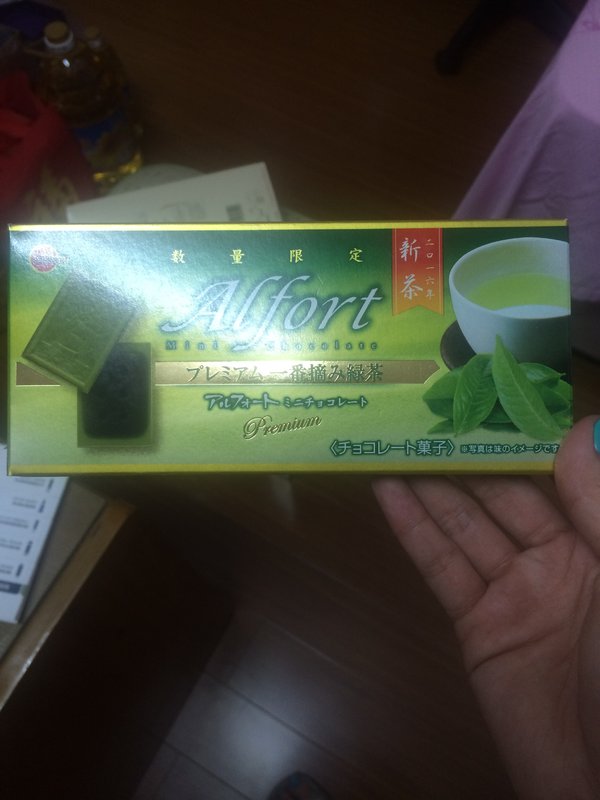 数量限定
新茶
二〇一六年
Alfort
Mini Chocolate
プレミアム一番摘み緑茶
アルフォート・ミニチョコレート
Premium
〈チョコレート菓子〉
※写真は味のイメージです